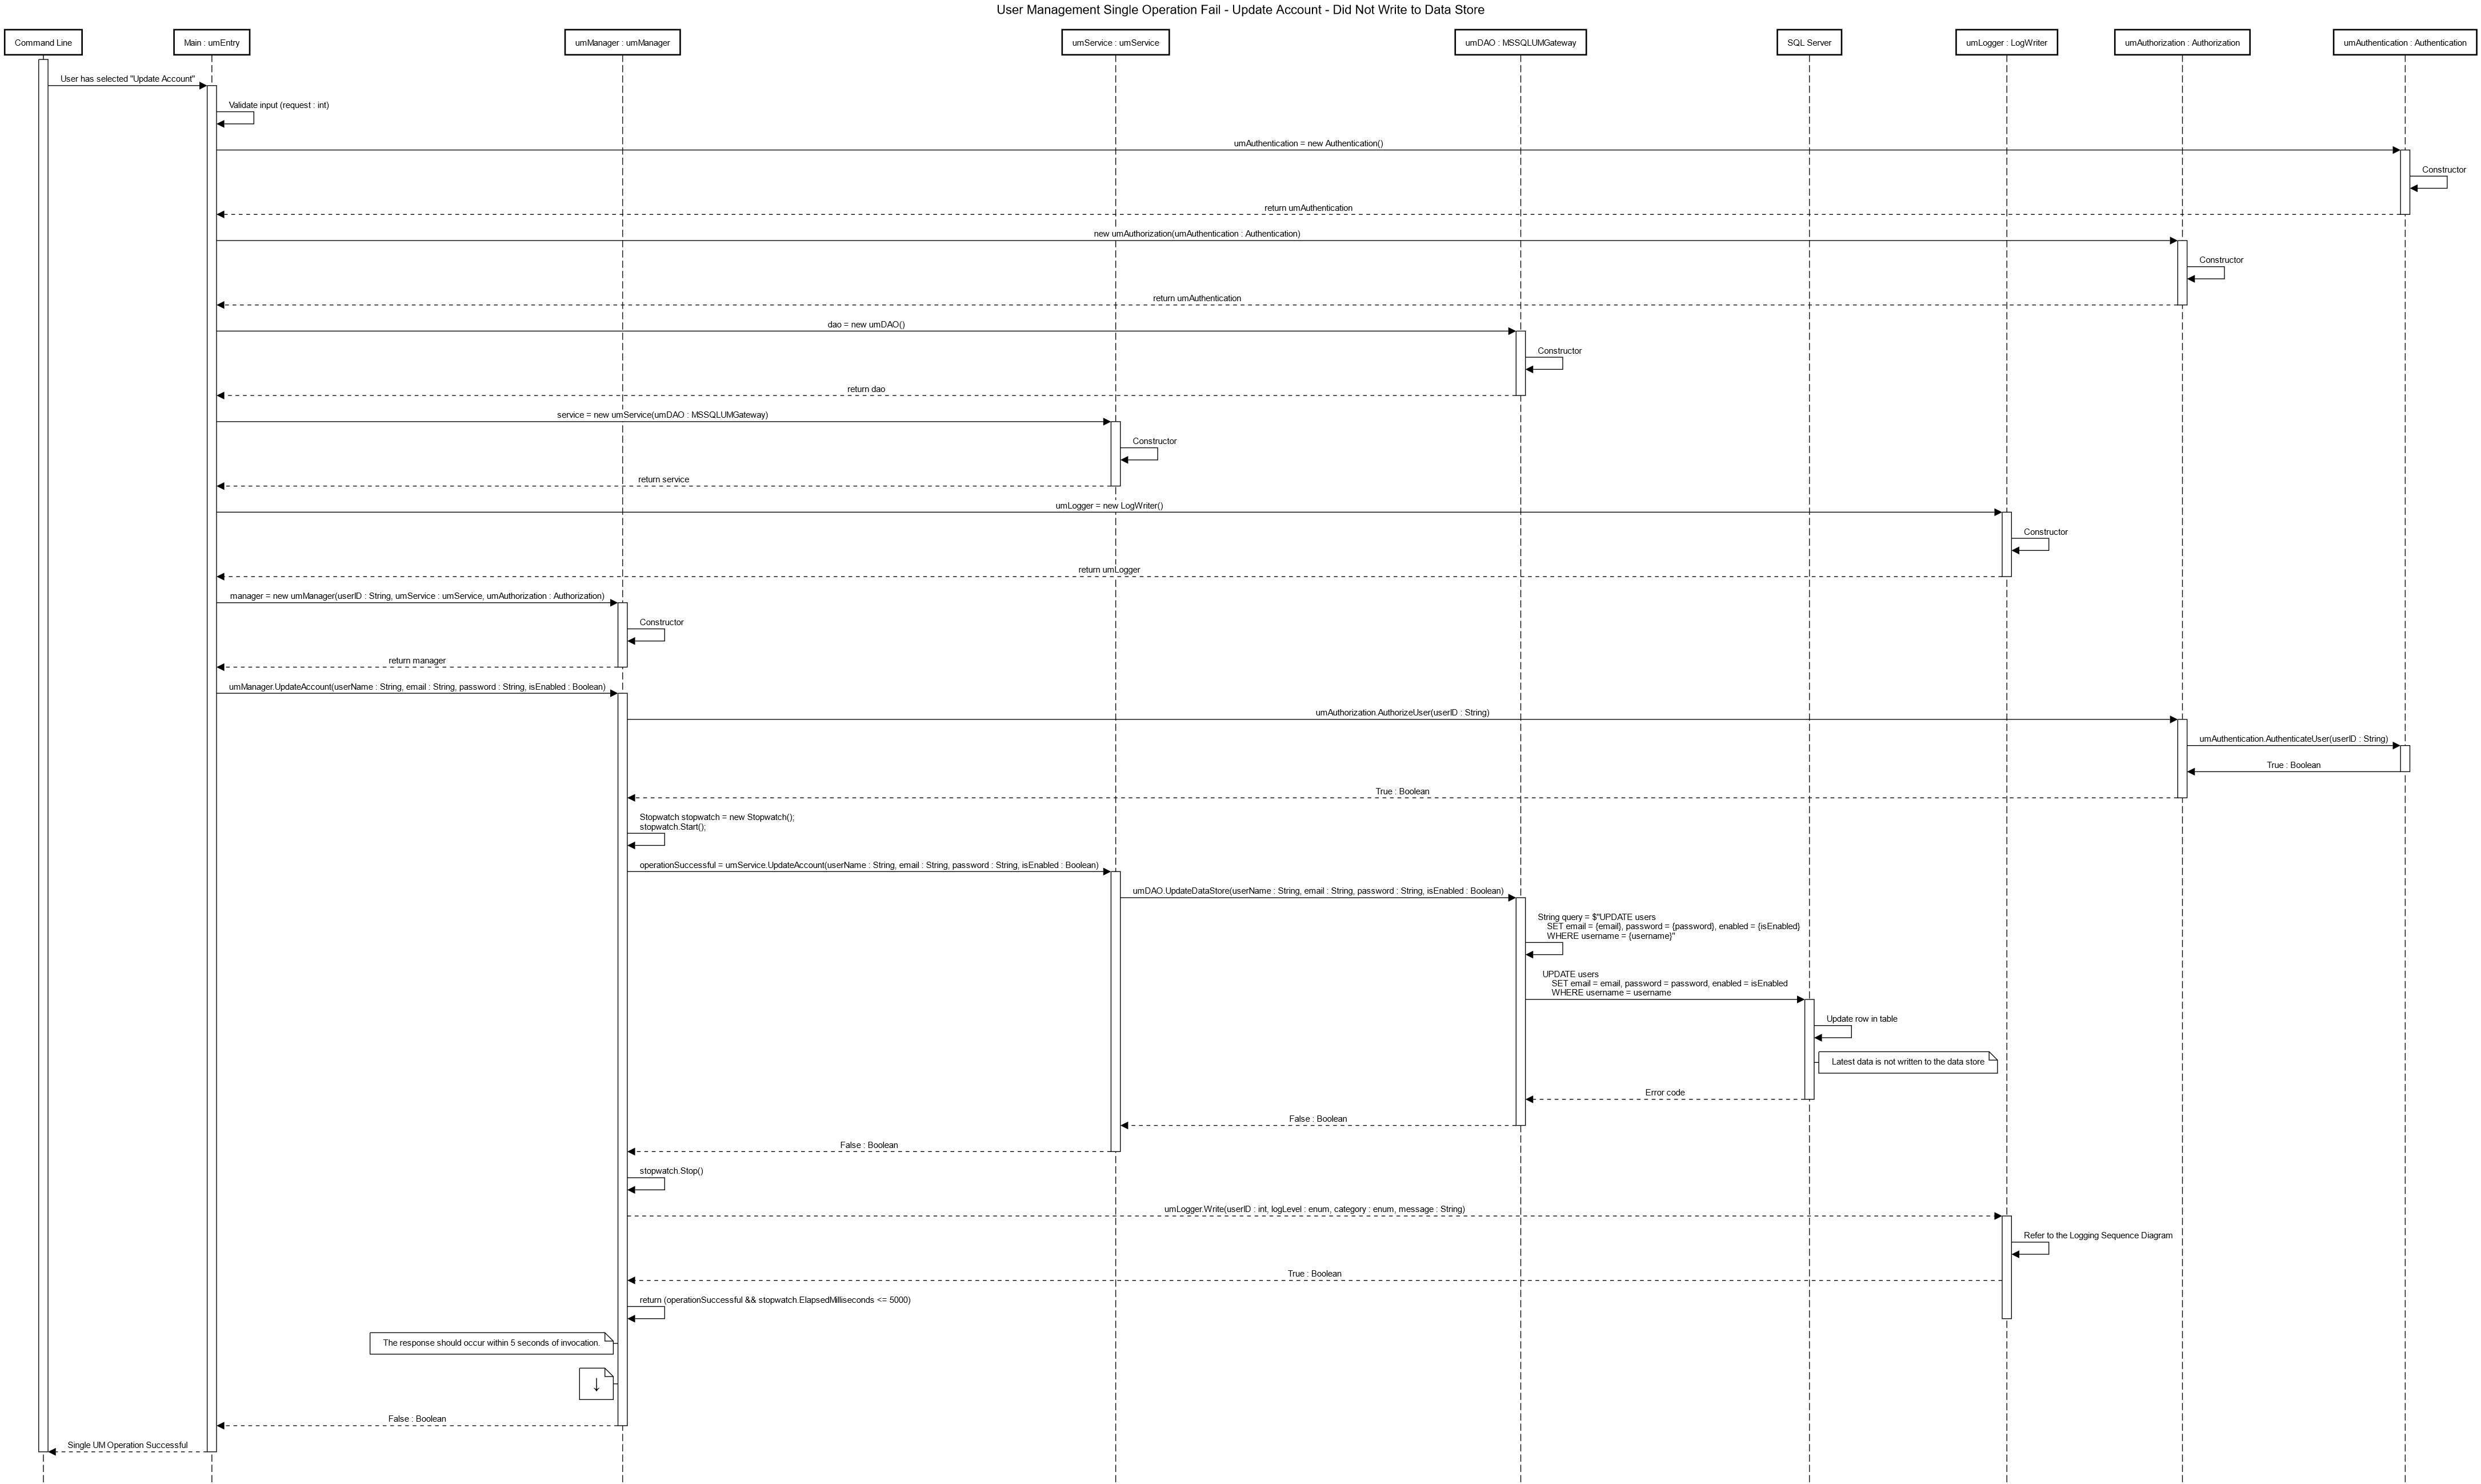 User Management Single Operation Fail - Update Account - Did Not Write to Data Store
Command Line
Main : umEntry
umManager : umManager
umService : umService
umDAO : MSSQLUMGateway
SQL Server
umLogger : LogWriter
umAuthorization : Authorization
umAuthentication : Authentication
User has selected "Update Account"
Validate input (request : int)
umAuthentication = new Authentication()
Constructor
return umAuthentication
new umAuthorization(umAuthentication : Authentication)
Constructor
return umAuthentication
dao = new umDAO()
Constructor
return dao
service = new umService(umDAO : MSSQLUMGateway)
Constructor
return service
umLogger = new LogWriter()
Constructor
return umLogger
manager = new umManager(userID : String, umService : umService, umAuthorization : Authorization)
Constructor
return manager
umManager.UpdateAccount(userName : String, email : String, password : String, isEnabled : Boolean)
umAuthorization.AuthorizeUser(userID : String)
umAuthentication.AuthenticateUser(userID : String)
True : Boolean
True : Boolean
Stopwatch stopwatch = new Stopwatch();
stopwatch.Start();
operationSuccessful = umService.UpdateAccount(userName : String, email : String, password : String, isEnabled : Boolean)
umDAO.UpdateDataStore(userName : String, email : String, password : String, isEnabled : Boolean)
String query = $"UPDATE users
SET email = {email}, password = {password}, enabled = {isEnabled}
WHERE username = {username}"
UPDATE users
SET email = email, password = password, enabled = isEnabled
WHERE username = username
Update row in table
Latest data is not written to the data store
Error code
False : Boolean
False : Boolean
stopwatch.Stop()
umLogger.Write(userID : int, logLevel : enum, category : enum, message : String)
Refer to the Logging Sequence Diagram
True : Boolean
return (operationSuccessful && stopwatch.ElapsedMilliseconds <= 5000)
The response should occur within 5 seconds of invocation.
↓
False : Boolean
Single UM Operation Successful